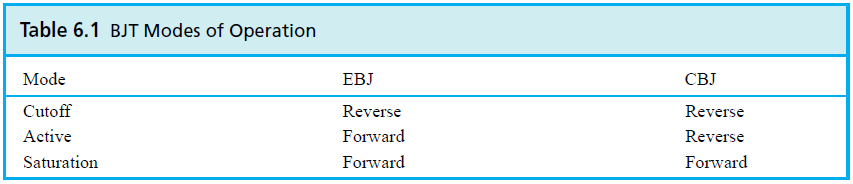 Table 6.1 BJT Modes of Operation
Mode EBJ CBJ
Cutoff Reverse Reverse
Active Forward Reverse
Saturation Forward Forward